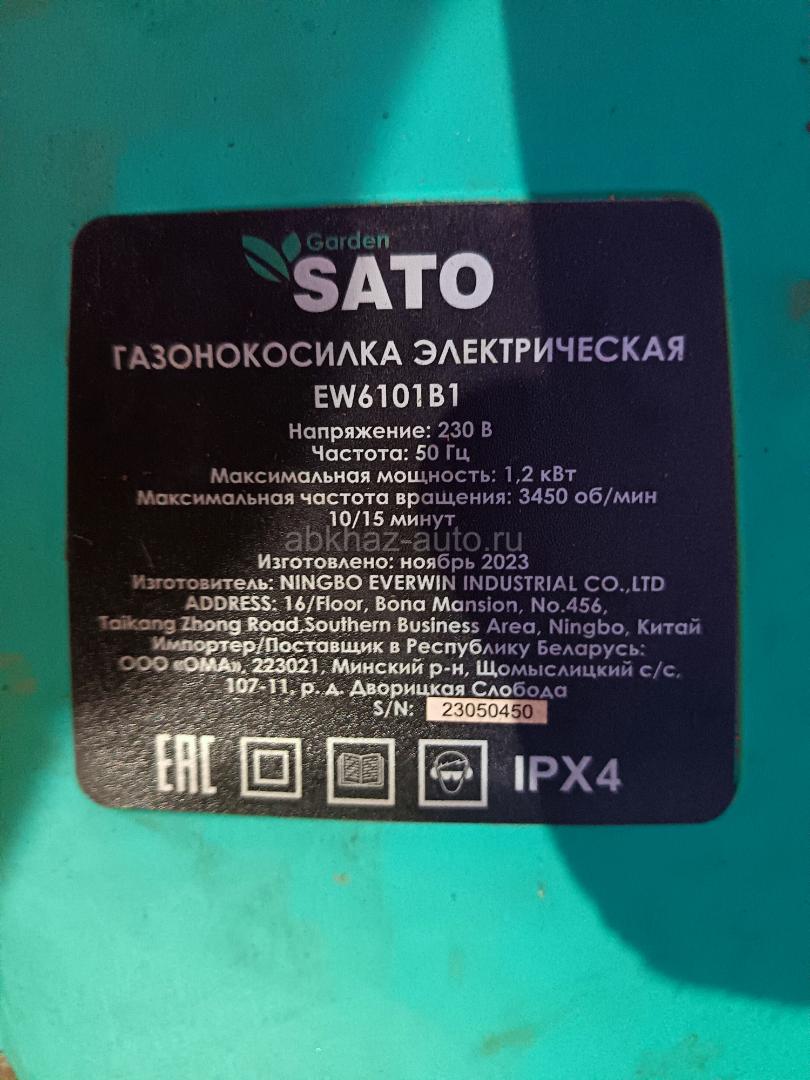 Garden
SATO
ГАЗОНОКОСИЛКА ЭЛЕКТРИЧЕСКАЯ
EW6101B1
Напряжение: 230 В
Частота: 50 Гц
Максимальная мощность: 1,2 кВт
Максимальная частота вращения: 3450 об/мин
10/15 минут
abkhaz-auto.ru
Изготовлено: ноябрь 2023
Изготовитель: NINGBO EVERWIN INDUSTRIAL CO.,LTD
ADDRESS: 16/Floor, Bona Mansion, No.456,
Taikang Zhong Road,Southern Business Area, Ningbo, Китай
Импортер/Поставщик в Республику Беларусь:
ООО «ОМА», 223021, Минский р-н, Щомыслицкий с/с,
107-11, р. д. Дворицкая Слобода
S/N: 23050450
EAC IPX4